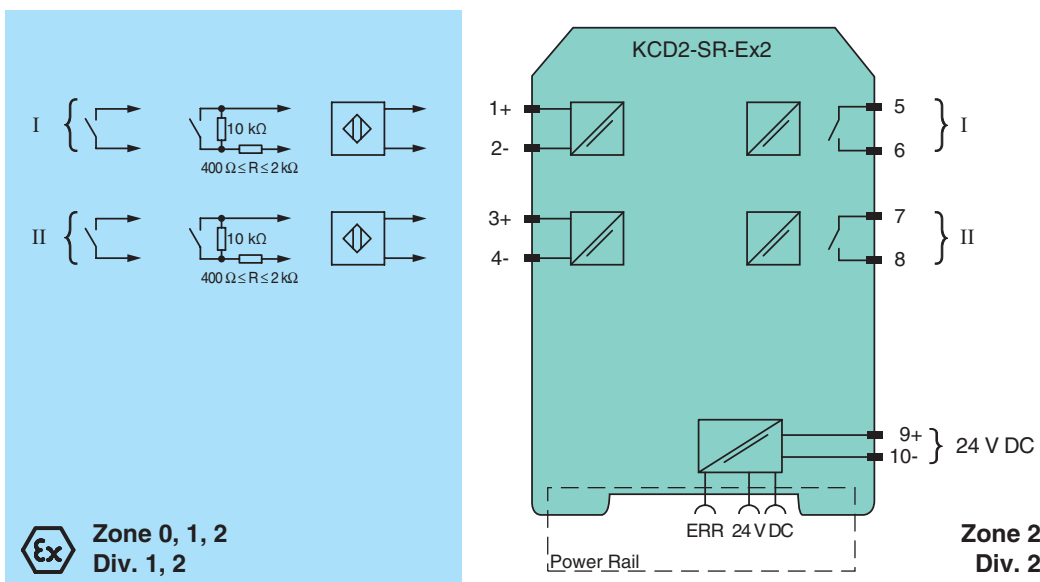 KCD2-SR-Ex2
I
10 kΩ
400 Ω ≤ R ≤ 2 kΩ
1+
2-
5
6
I
II
10 kΩ
400 Ω ≤ R ≤ 2 kΩ
3+
4-
7
8
II
9+
10-
24 V DC
ERR 24 V DC
Power Rail
Ex
Zone 0, 1, 2
Div. 1, 2
Zone 2
Div. 2